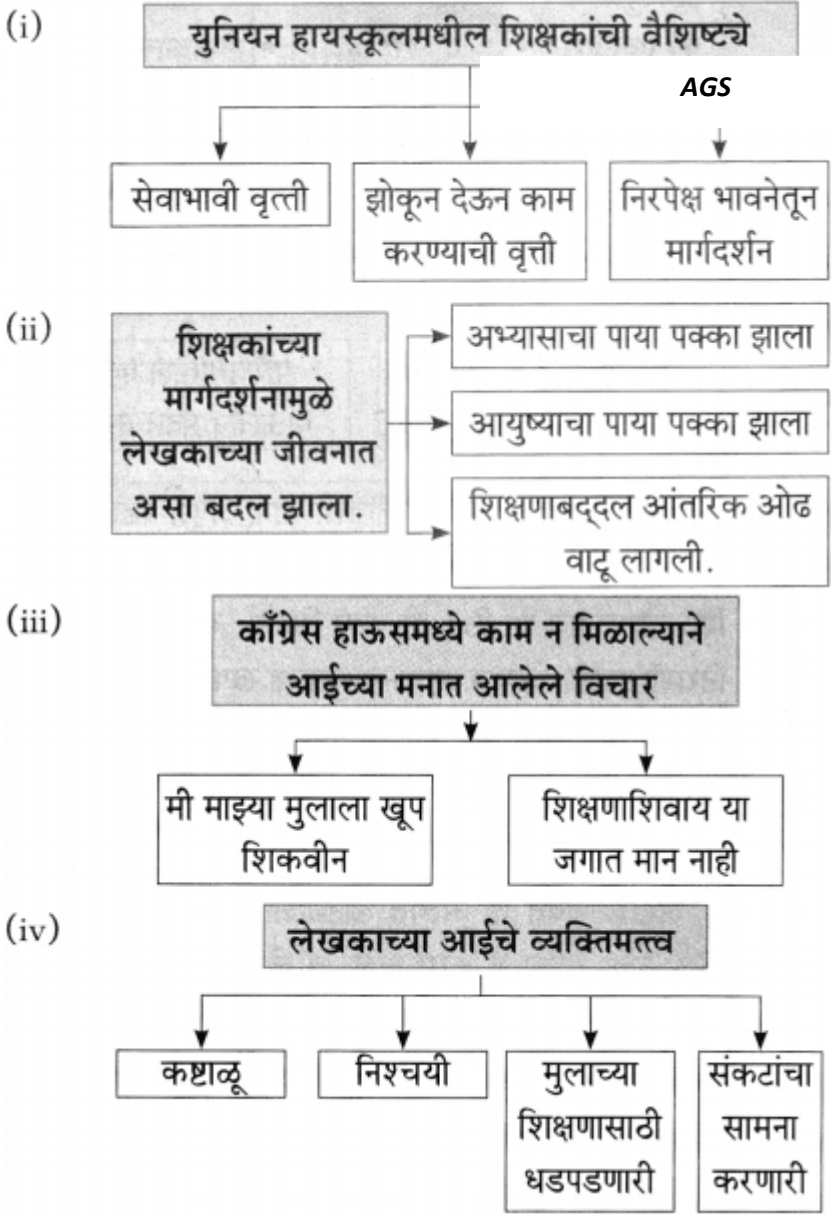 (i)
युनियन हायस्कूलमधील शिक्षकांची वैशिष्ट्ये
AGS
सेवाभावी वृत्ती
झोकून देऊन काम
करण्याची वृत्ती
निरपेक्ष भावनेतून
मार्गदर्शन
(ii)
शिक्षकांच्या
मार्गदर्शनामुळे
लेखकाच्या जीवनात
असा बदल झाला.
अभ्यासाचा पाया पक्का झाला
आयुष्याचा पाया पक्का झाला
शिक्षणाबद्दल आंतरिक ओढ
वाटू लागली.
(iii)
काँग्रेस हाऊसमध्ये काम न मिळाल्याने
आईच्या मनात आलेले विचार
मी माझ्या मुलाला खूप
शिकवीन
शिक्षणाशिवाय या
जगात मान नाही
(iv)
लेखकाच्या आईचे व्यक्तिमत्त्व
कष्टाळू
निश्चयी
मुलाच्या
शिक्षणासाठी
धडपडणारी
संकटांचा
सामना
करणारी